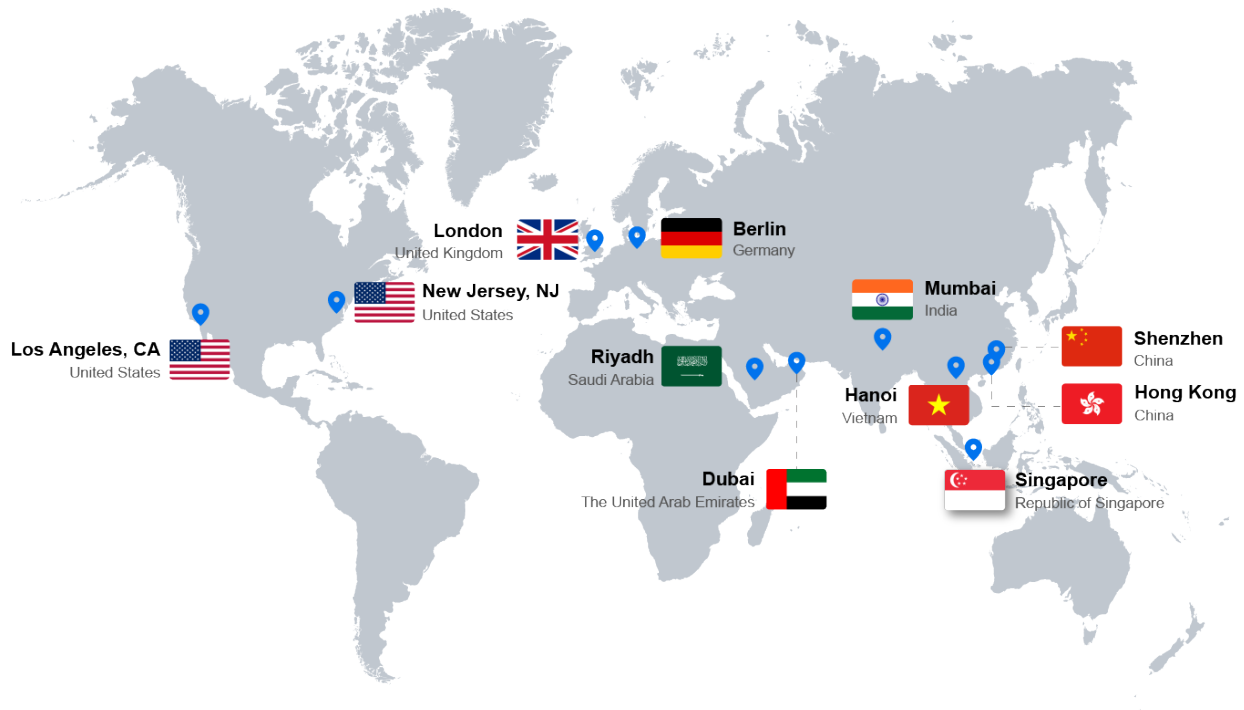 London
United Kingdom
Berlin
Germany
New Jersey, NJ
United States
Los Angeles, CA
United States
Mumbai
India
Shenzhen
China
Riyadh
Saudi Arabia
Hanoi
Vietnam
Hong Kong
China
Dubai
The United Arab Emirates
Singapore
Republic of Singapore